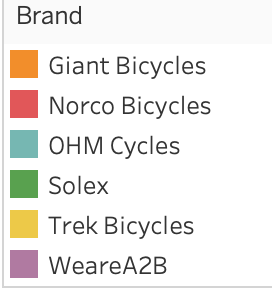 Brand
Giant Bicycles
Norco Bicycles
OHM Cycles
Solex
Trek Bicycles
WeareA2B